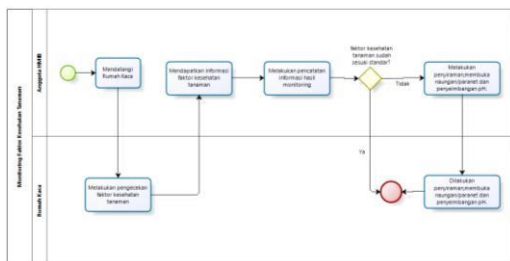 Monitoring Faktor Kesehatan Tanaman
Anggota HMIB
Mendatangi
Rumah Kaca
Mendapatkan informasi
faktor kesehatan
tanaman
Melakukan pencatatan
informasi hasil
monitoring
faktor kesehatan
tanaman sudah
sesuai standar?
Tidak
Melakukan
penyiraman,membuka
naungan/paranet dan
penyeimbangan pH
Rumah Kaca
Melakukan pengecekan
faktor kesehatan
tanaman
Ya
Dilakukan
penyiraman,membuka
naungan/paranet dan
penyeimbangan pH